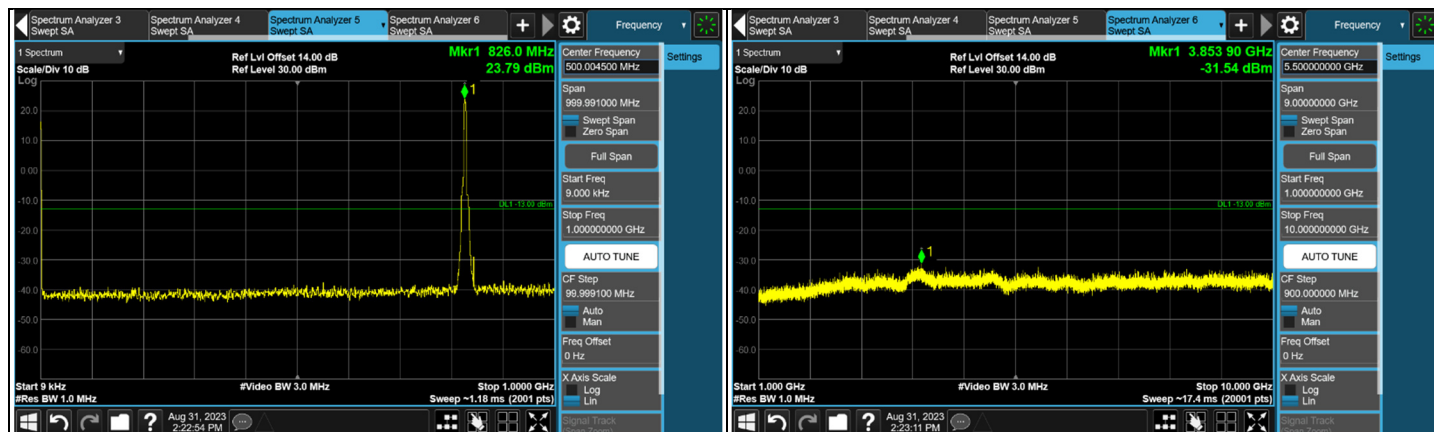 Spectrum Analyzer 3
Swept SA
Spectrum Analyzer 4
Swept SA
Spectrum Analyzer 5
Swept SA
Spectrum Analyzer 6
Swept SA
+
Frequency
1 Spectrum
Scale/Div 10 dB
Log
Ref Lvl Offset 14.00 dB
Ref Level 30.00 dBm
Mkr1 826.0 MHz
23.79 dBm
1
20.0
10.0
0.00
-10.0
DL1 -13.00 dBm
-20.0
-30.0
-40.0
-50.0
-60.0
Start 9 kHz
#Res BW 1.0 MHz
#Video BW 3.0 MHz
Stop 1.0000 GHz
Sweep ~1.18 ms (2001 pts)
Center Frequency
500.004500 MHz
Settings
Span
999.991000 MHz
Swept Span
Zero Span
Full Span
Start Freq
9.000 kHz
Stop Freq
1.000000000 GHz
AUTO TUNE
CF Step
99.999100 MHz
Auto
Man
Freq Offset
0 Hz
X Axis Scale
Log
Lin
Signal Track
(Span Zoom)
?
Aug 31, 2023
2:22:54 PM
Spectrum Analyzer 3
Swept SA
Spectrum Analyzer 4
Swept SA
Spectrum Analyzer 5
Swept SA
Spectrum Analyzer 6
Swept SA
+
Frequency
1 Spectrum
Scale/Div 10 dB
Log
Ref Lvl Offset 14.00 dB
Ref Level 30.00 dBm
Mkr1 3.853 90 GHz
-31.54 dBm
1
20.0
10.0
0.00
-10.0
DL1 -13.00 dBm
-20.0
-30.0
-40.0
-50.0
-60.0
Start 1.000 GHz
#Res BW 1.0 MHz
#Video BW 3.0 MHz
Stop 10.000 GHz
Sweep ~17.4 ms (20001 pts)
Center Frequency
5.500000000 GHz
Settings
Span
9.00000000 GHz
Swept Span
Zero Span
Full Span
Start Freq
1.000000000 GHz
Stop Freq
10.000000000 GHz
AUTO TUNE
CF Step
900.000000 MHz
Auto
Man
Freq Offset
0 Hz
X Axis Scale
Log
Lin
Signal Track
(Span Zoom)
?
Aug 31, 2023
2:23:11 PM